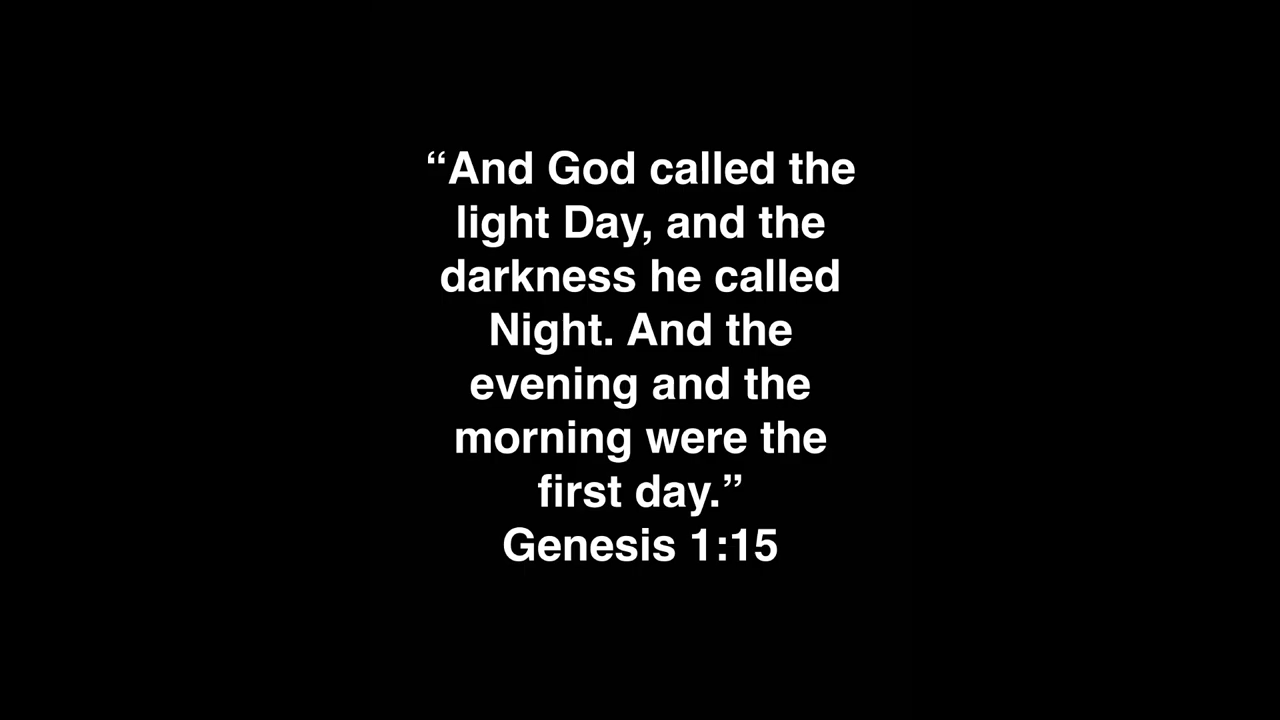 “And God called the
light Day, and the
darkness he called
Night. And the
evening and the
morning were the
first day.”
Genesis 1:15